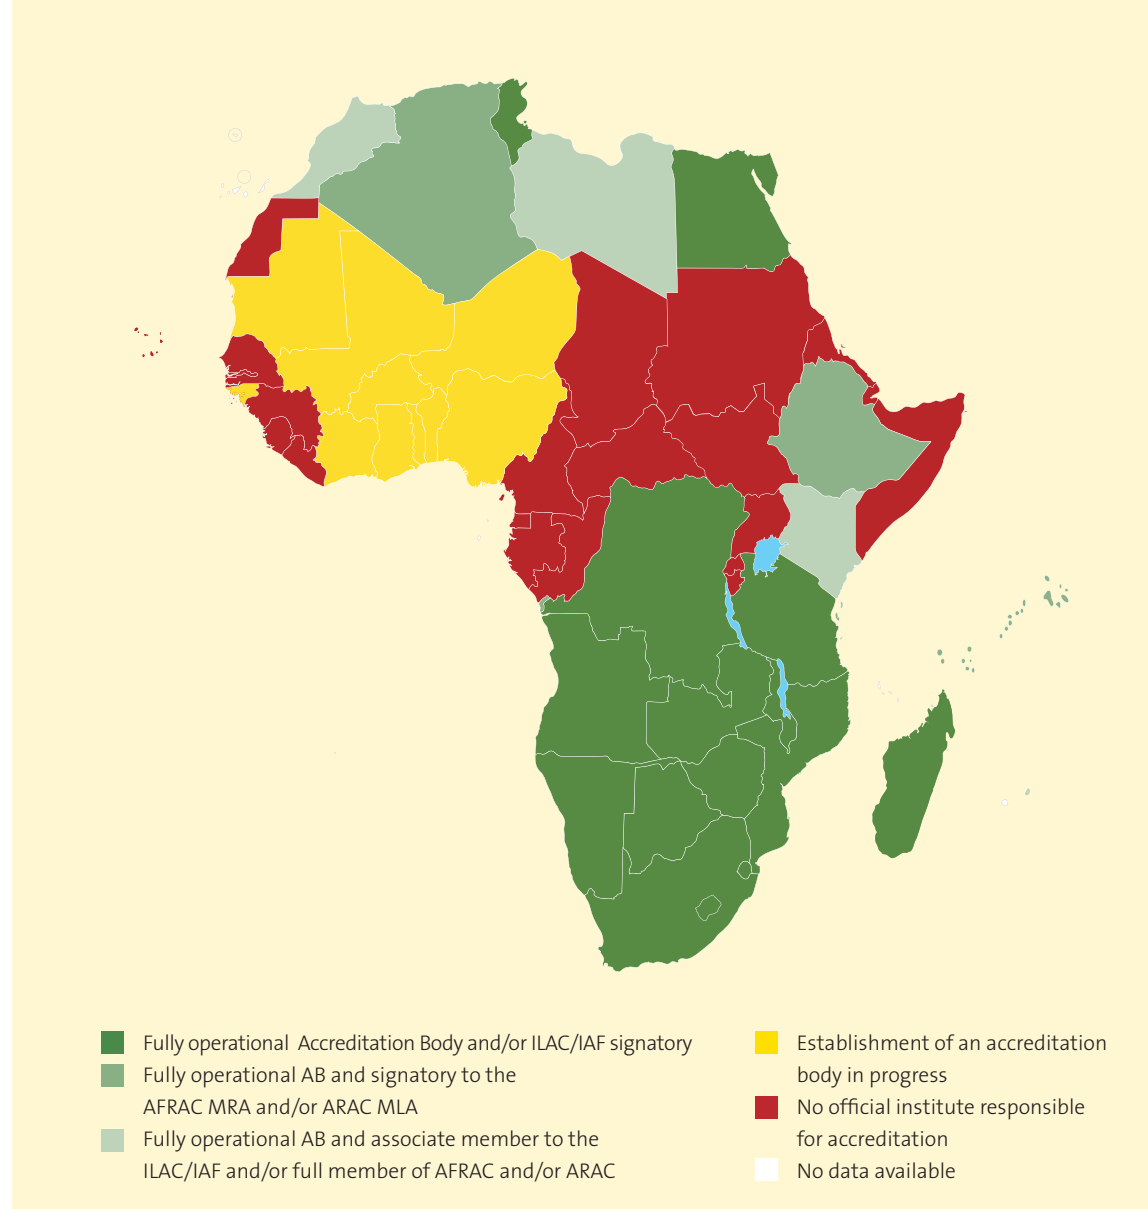 Fully operational Accreditation Body and/or ILAC/IAF signatory
Fully operational AB and signatory to the
AFRAC MRA and/or ARAC MLA
Fully operational AB and associate member to the
ILAC/IAF and/or full member of AFRAC and/or ARAC
Establishment of an accreditation
body in progress
No official institute responsible
for accreditation
No data available